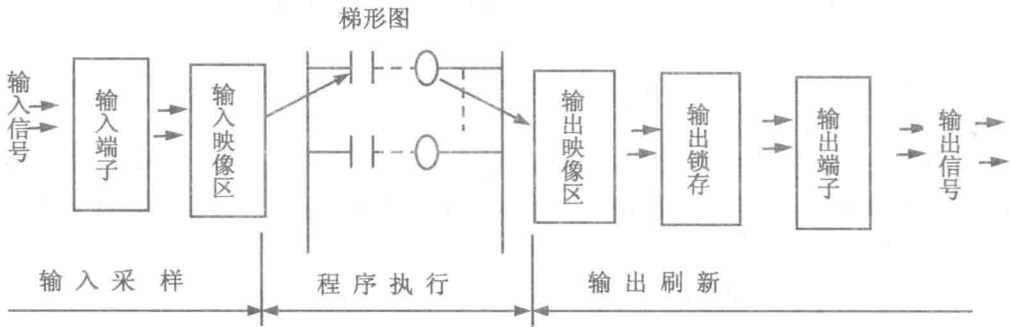 梯形图
输入信号
输入端子
输入映像区
输出映像区
输出锁存
输出端子
输出信号
输入采样
程序执行
输出刷新